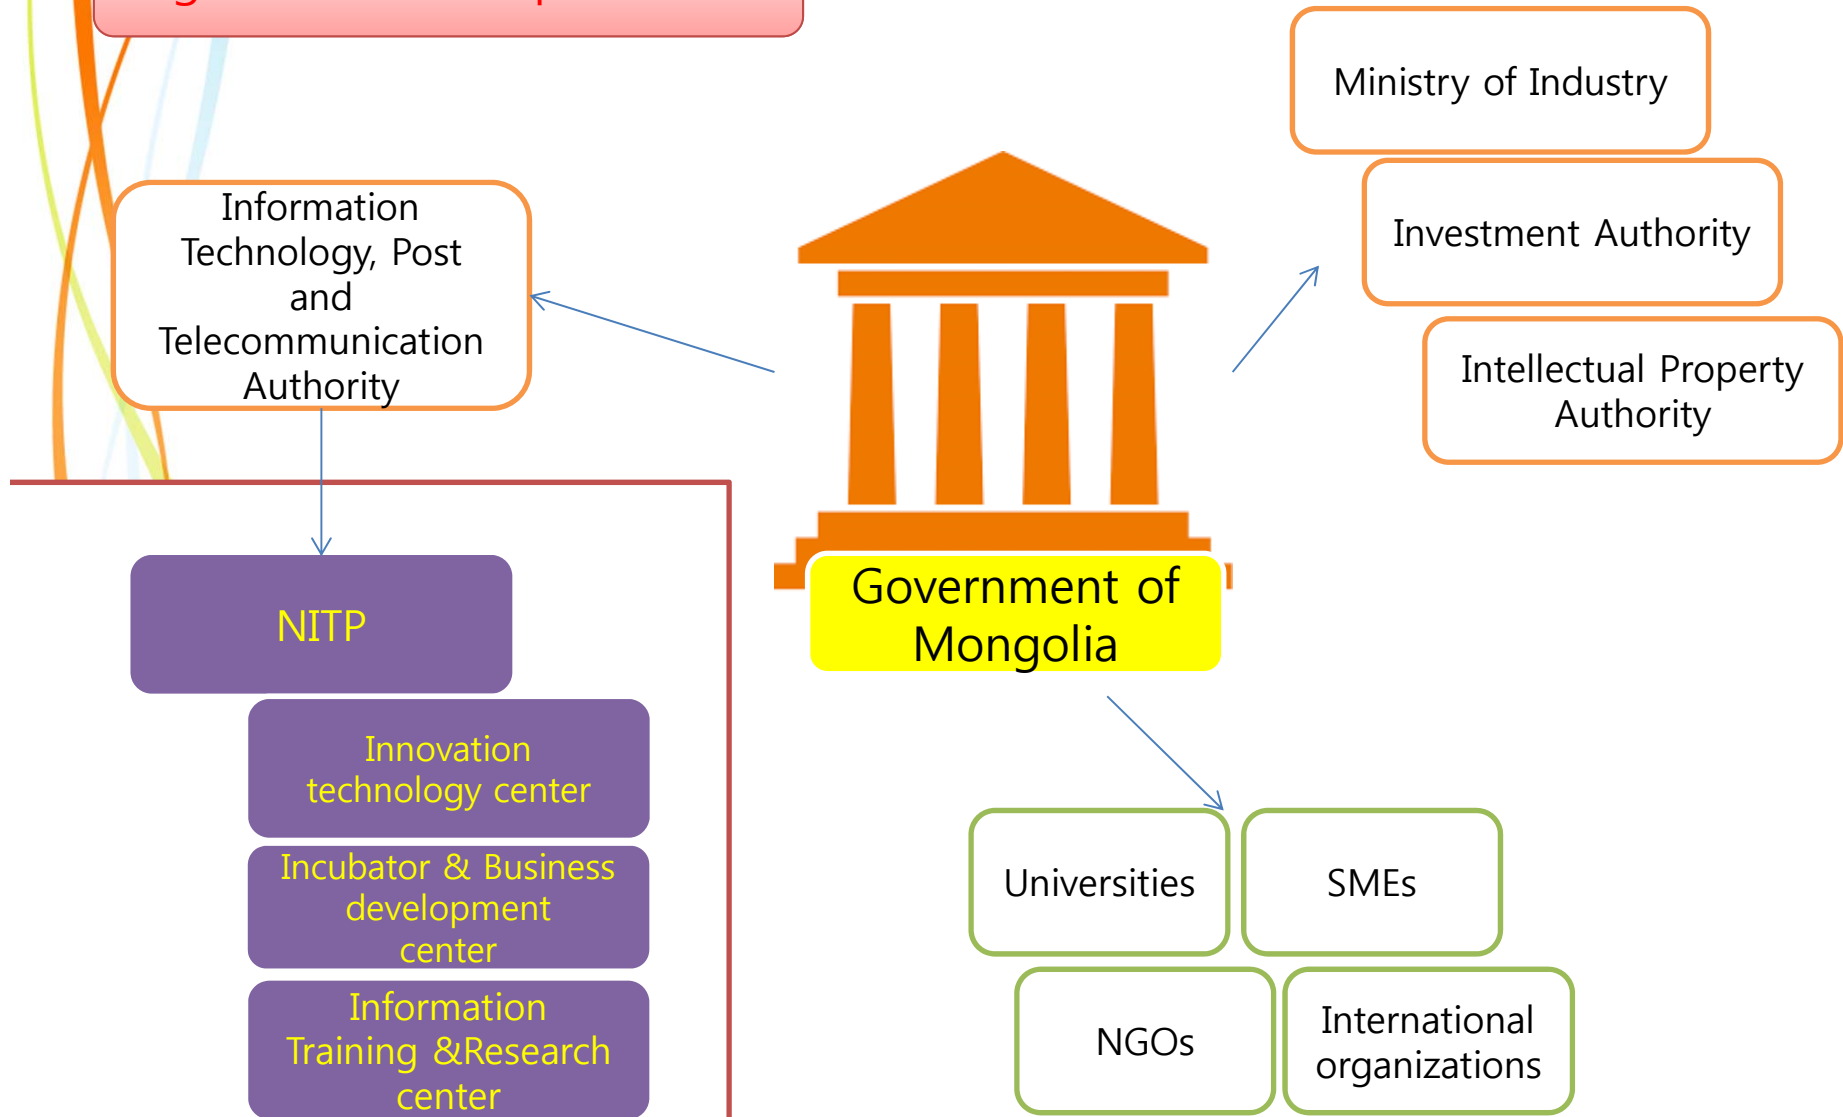 Ministry of Industry
Investment Authority
Intellectual Property
Authority
Information
Technology, Post
and
Telecommunication
Authority
Government of
Mongolia
NITP
Innovation
technology center
Incubator & Business
development
center
Information
Training &Research
center
Universities
SMEs
NGOs
International
organizations